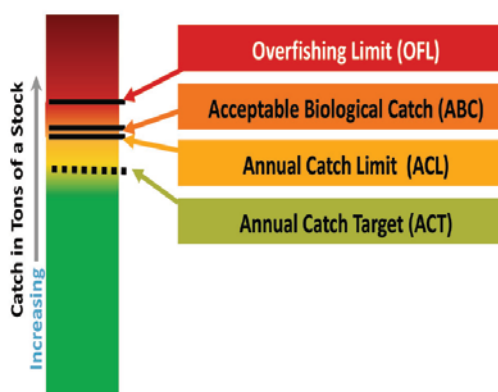 Overfishing Limit (OFL)
Acceptable Biological Catch (ABC)
Annual Catch Limit (ACL)
Annual Catch Target (ACT)
Catch in Tons of a Stock
Increasing